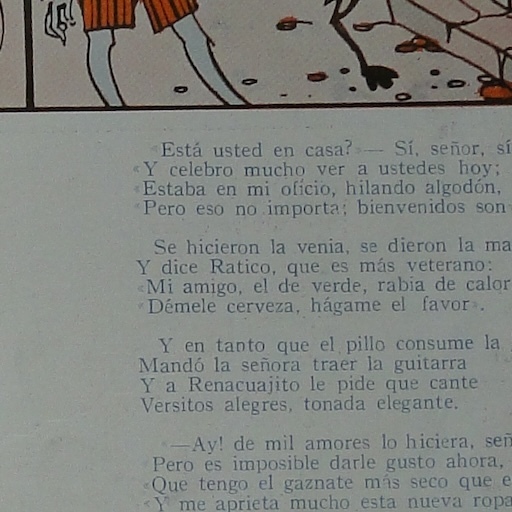 «Está usted en casa?»— Sí, señor, sí
«Y celebro mucho ver a ustedes hoy;
«Estaba en mi oficio, hilando algodón,
«Pero eso no importa; bienvenidos son
Se hicieron la venia, se dieron la ma
Y dice Ratico, que es más veterano:
«Mi amigo, el de verde, rabia de calor
«Démele cerveza, hágame el favor».
Y en tanto que el pillo consume la
Mandó la señora traer la guitarra
Y a Renacuajito le pide que cante
Versitos alegres, tonada elegante.
«—Ay! de mil amores lo hiciera, señ
Pero es imposible darle gusto ahora,
«Que tengo el gaznate más seco que e
«Y me aprieta mucho esta nueva ropa